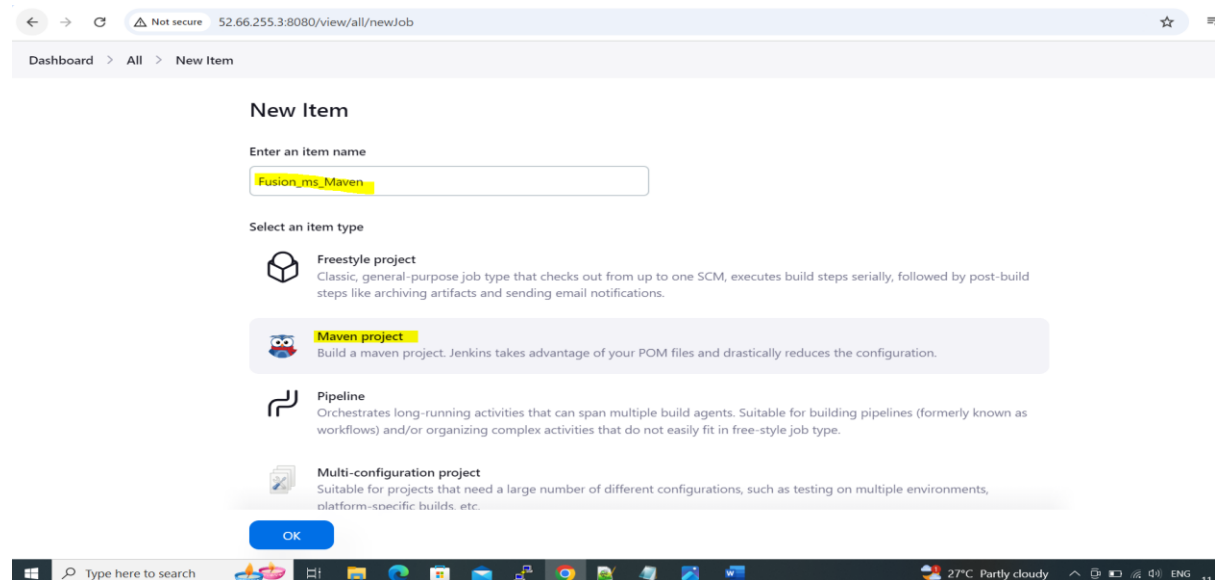 Not secure 52.66.255.3:8080/view/all/newJob
Dashboard > All > New Item
New Item
Enter an item name
Fusion_ms_Maven
Select an item type
Freestyle project
Classic, general-purpose job type that checks out from up to one SCM, executes build steps serially, followed by post-build
steps like archiving artifacts and sending email notifications.
Maven project
Build a maven project. Jenkins takes advantage of your POM files and drastically reduces the configuration.
Pipeline
Orchestrates long-running activities that can span multiple build agents. Suitable for building pipelines (formerly known as
workflows) and/or organizing complex activities that do not easily fit in free-style job type.
Multi-configuration project
Suitable for projects that need a large number of different configurations, such as testing on multiple environments,
platform-specific builds, etc.
OK
Type here to search 27°C Partly cloudy ENG